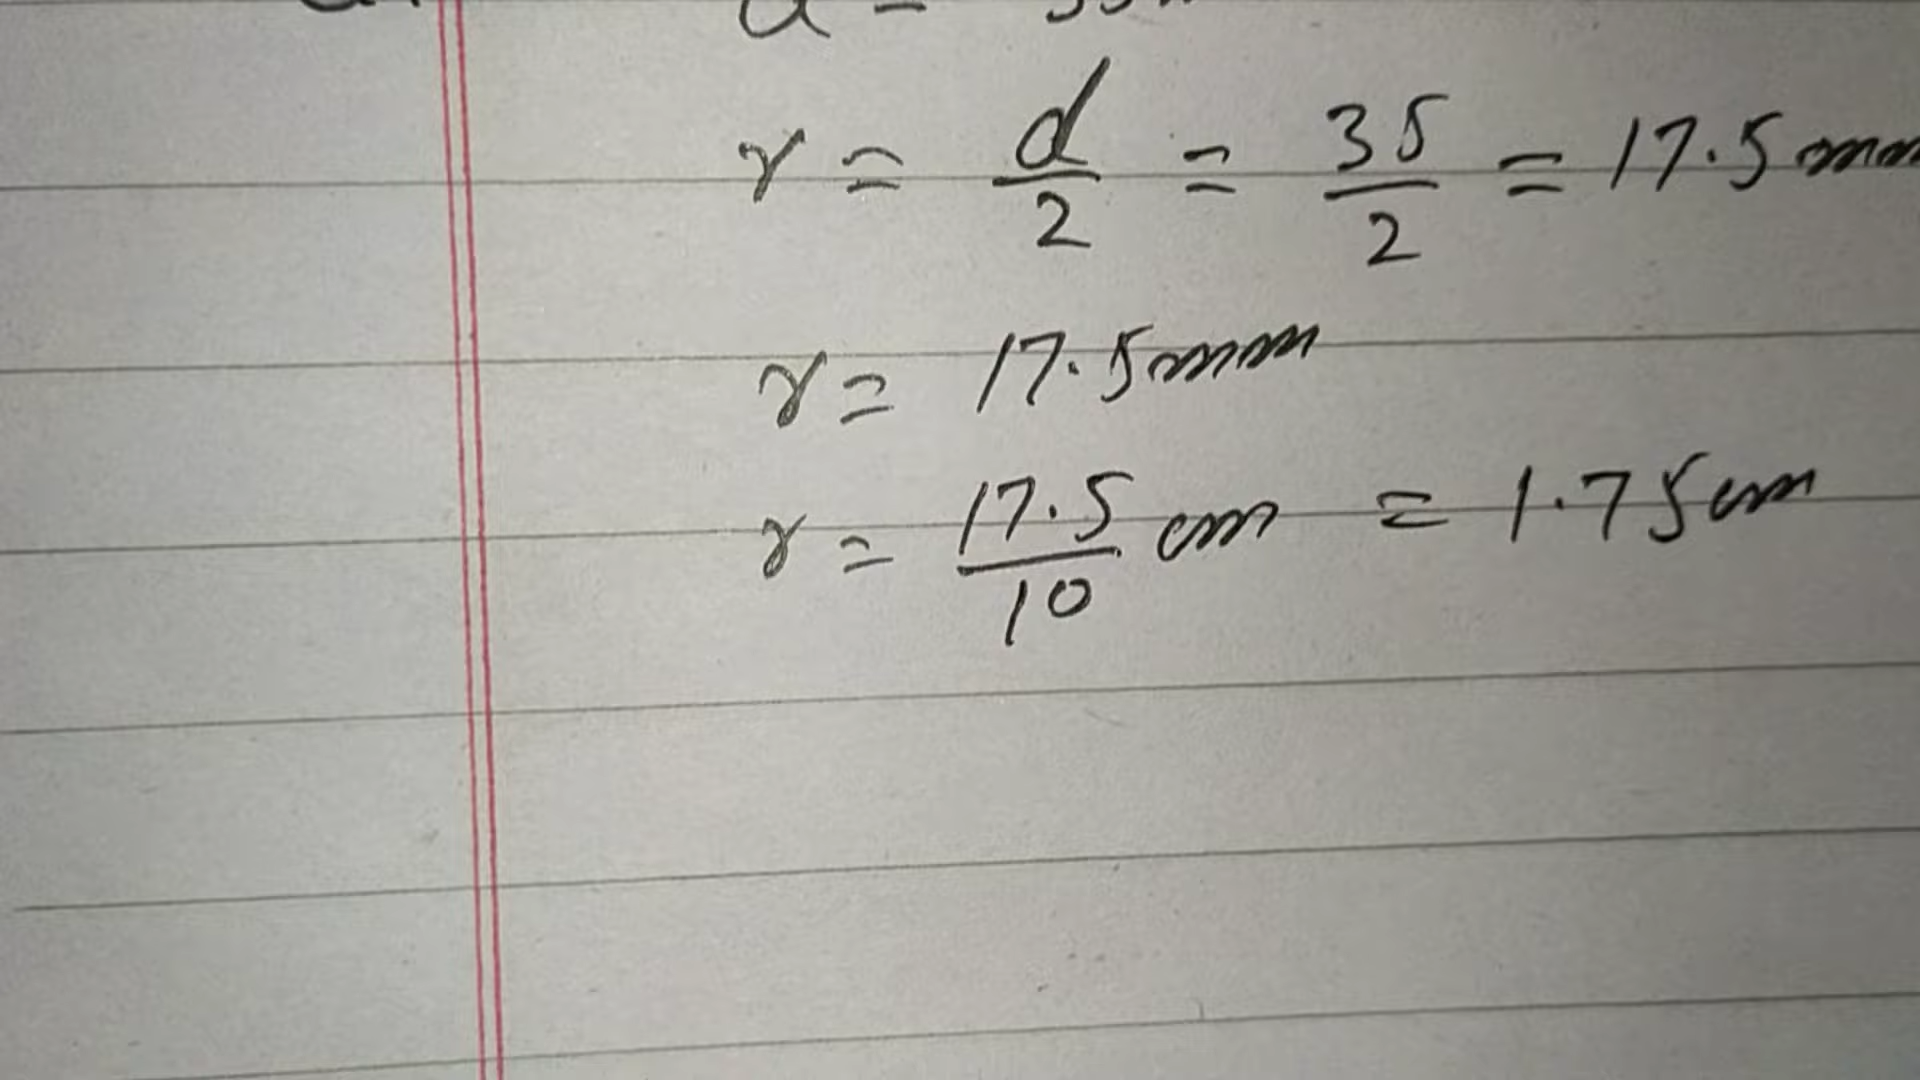 r = d/2 = 35/2 = 17.5 mm
r = 17.5 mm
r = 17.5/10 cm = 1.75 cm